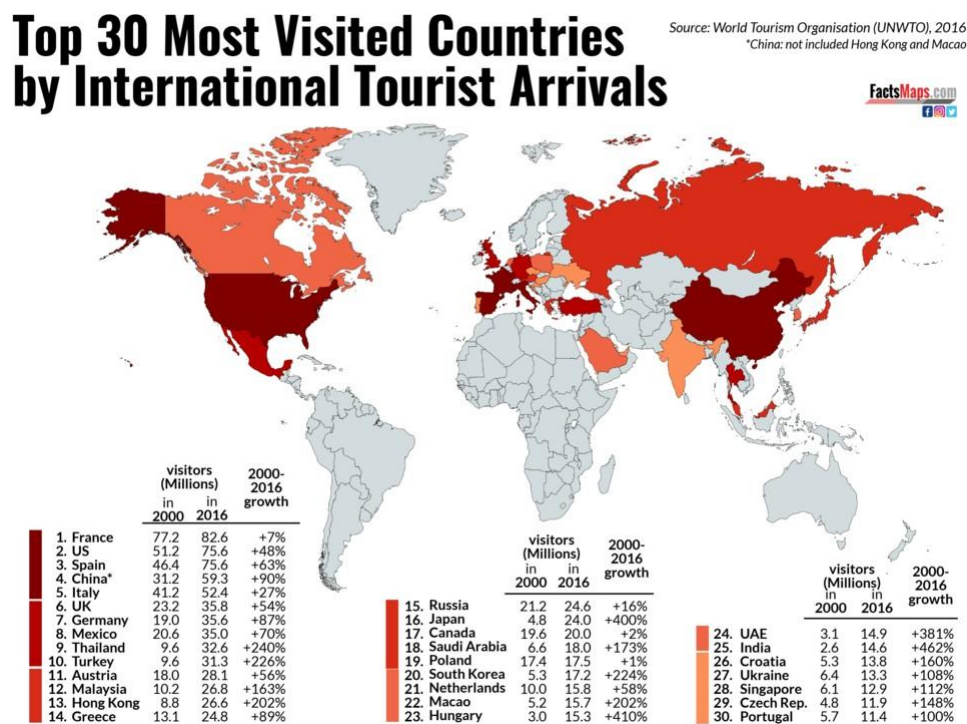 Top 30 Most Visited Countries
by International Tourist Arrivals
Source: World Tourism Organisation (UNWTO), 2016
*China: not included Hong Kong and Macao
FactsMaps.com
visitors
(Millions)
2000-
2016
growth
in
2000
in
2016
1. France 77.2 82.6 +7%
2. US 51.2 75.6 +48%
3. Spain 46.4 75.6 +63%
4. China* 31.2 59.3 +90%
5. Italy 41.2 52.4 +27%
6. UK 23.2 35.8 +54%
7. Germany 19.0 35.6 +87%
8. Mexico 20.6 35.0 +70%
9. Thailand 9.6 32.6 +240%
10. Turkey 9.6 31.3 +226%
11. Austria 18.0 28.1 +56%
12. Malaysia 10.2 26.8 +163%
13. Hong Kong 8.8 26.6 +202%
14. Greece 13.1 24.8 +89%
visitors
(Millions)
2000-
2016
growth
in
2000
in
2016
15. Russia 21.2 24.6 +16%
16. Japan 4.8 24.0 +400%
17. Canada 19.6 20.0 +2%
18. Saudi Arabia 6.6 18.0 +173%
19. Poland 17.4 17.5 +1%
20. South Korea 5.3 17.2 +224%
21. Netherlands 10.0 15.8 +58%
22. Macao 5.2 15.7 +202%
23. Hungary 3.0 15.3 +410%
visitors
(Millions)
2000-
2016
growth
in
2000
in
2016
24. UAE 3.1 14.9 +381%
25. India 2.6 14.6 +462%
26. Croatia 5.3 13.8 +160%
27. Ukraine 6.4 13.3 +108%
28. Singapore 6.1 12.9 +112%
29. Czech Rep. 4.8 11.9 +148%
30. Portugal 5.7 11.4 +100%